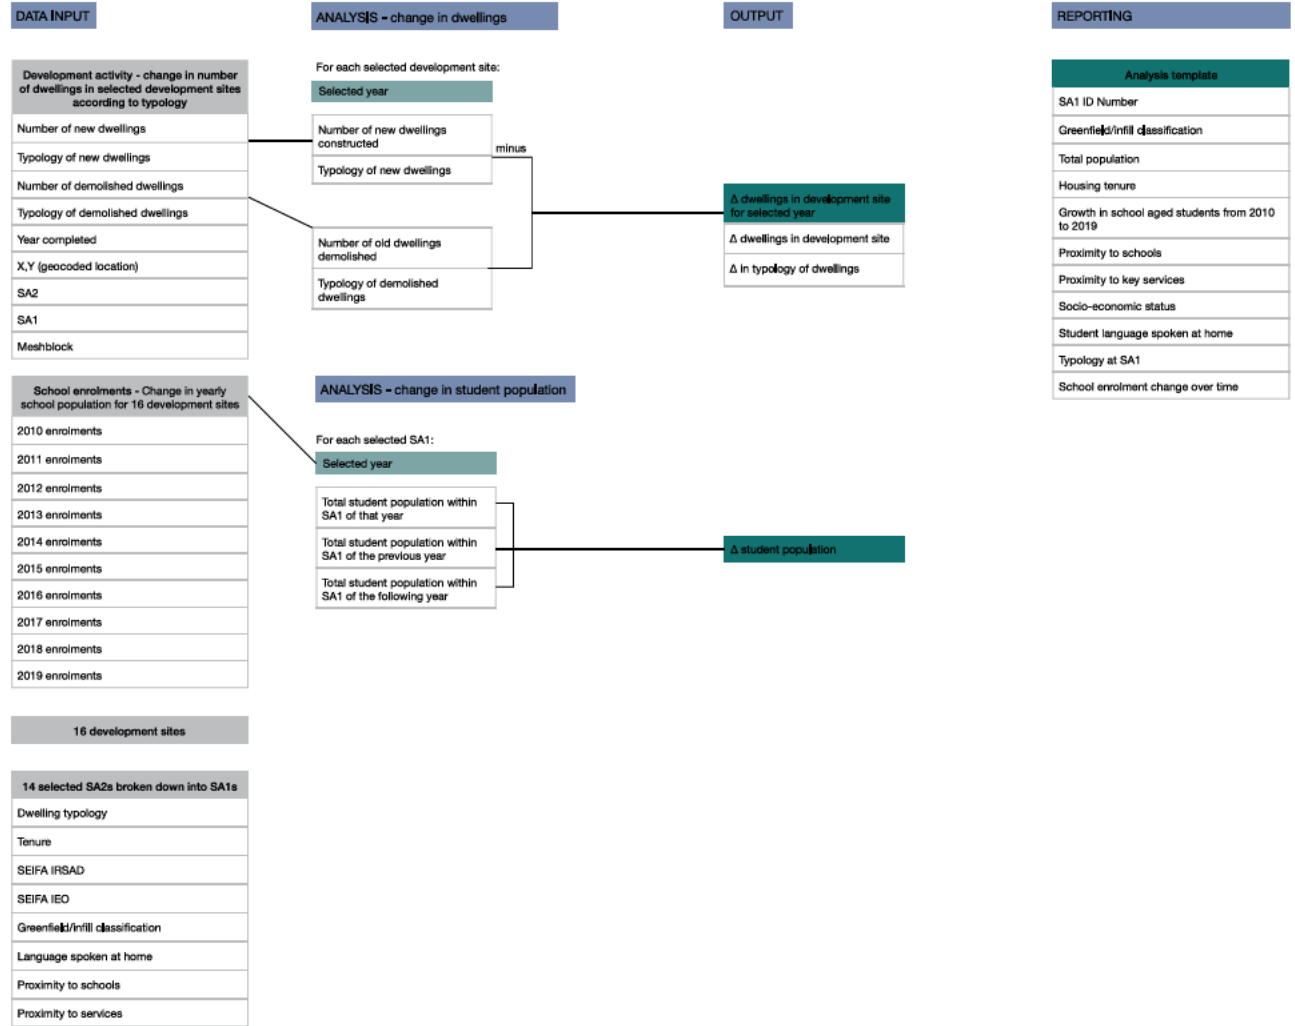 DATA INPUT
Development activity - change in number
of dwellings in selected development sites
according to typology
Number of new dwellings
Typology of new dwellings
Number of demolished dwellings
Typology of demolished dwellings
Year completed
X,Y (geocoded location)
SA2
SA1
Meshblock
School enrolments - Change in yearly
school population for 16 development sites
2010 enrolments
2011 enrolments
2012 enrolments
2013 enrolments
2014 enrolments
2015 enrolments
2016 enrolments
2017 enrolments
2018 enrolments
2019 enrolments
16 development sites
14 selected SA2s broken down into SA1s
Dwelling typology
Tenure
SEIFA IRSAD
SEIFA IEO
Greenfield/infill classification
Language spoken at home
Proximity to schools
Proximity to services
ANALYSIS - change in dwellings
For each selected development site:
Selected year
Number of new dwellings
constructed
Typology of new dwellings
minus
Number of old dwellings
demolished
Typology of demolished
dwellings
ANALYSIS - change in student population
For each selected SA1:
Selected year
Total student population within
SA1 of that year
Total student population within
SA1 of the previous year
Total student population within
SA1 of the following year
OUTPUT
Δ dwellings in development site
for selected year
Δ dwellings in development site
Δ in typology of dwellings
Δ student population
REPORTING
Analysis template
SA1 ID Number
Greenfield/infill classification
Total population
Housing tenure
Growth in school aged students from 2010
to 2019
Proximity to schools
Proximity to key services
Socio-economic status
Student language spoken at home
Typology at SA1
School enrolment change over time